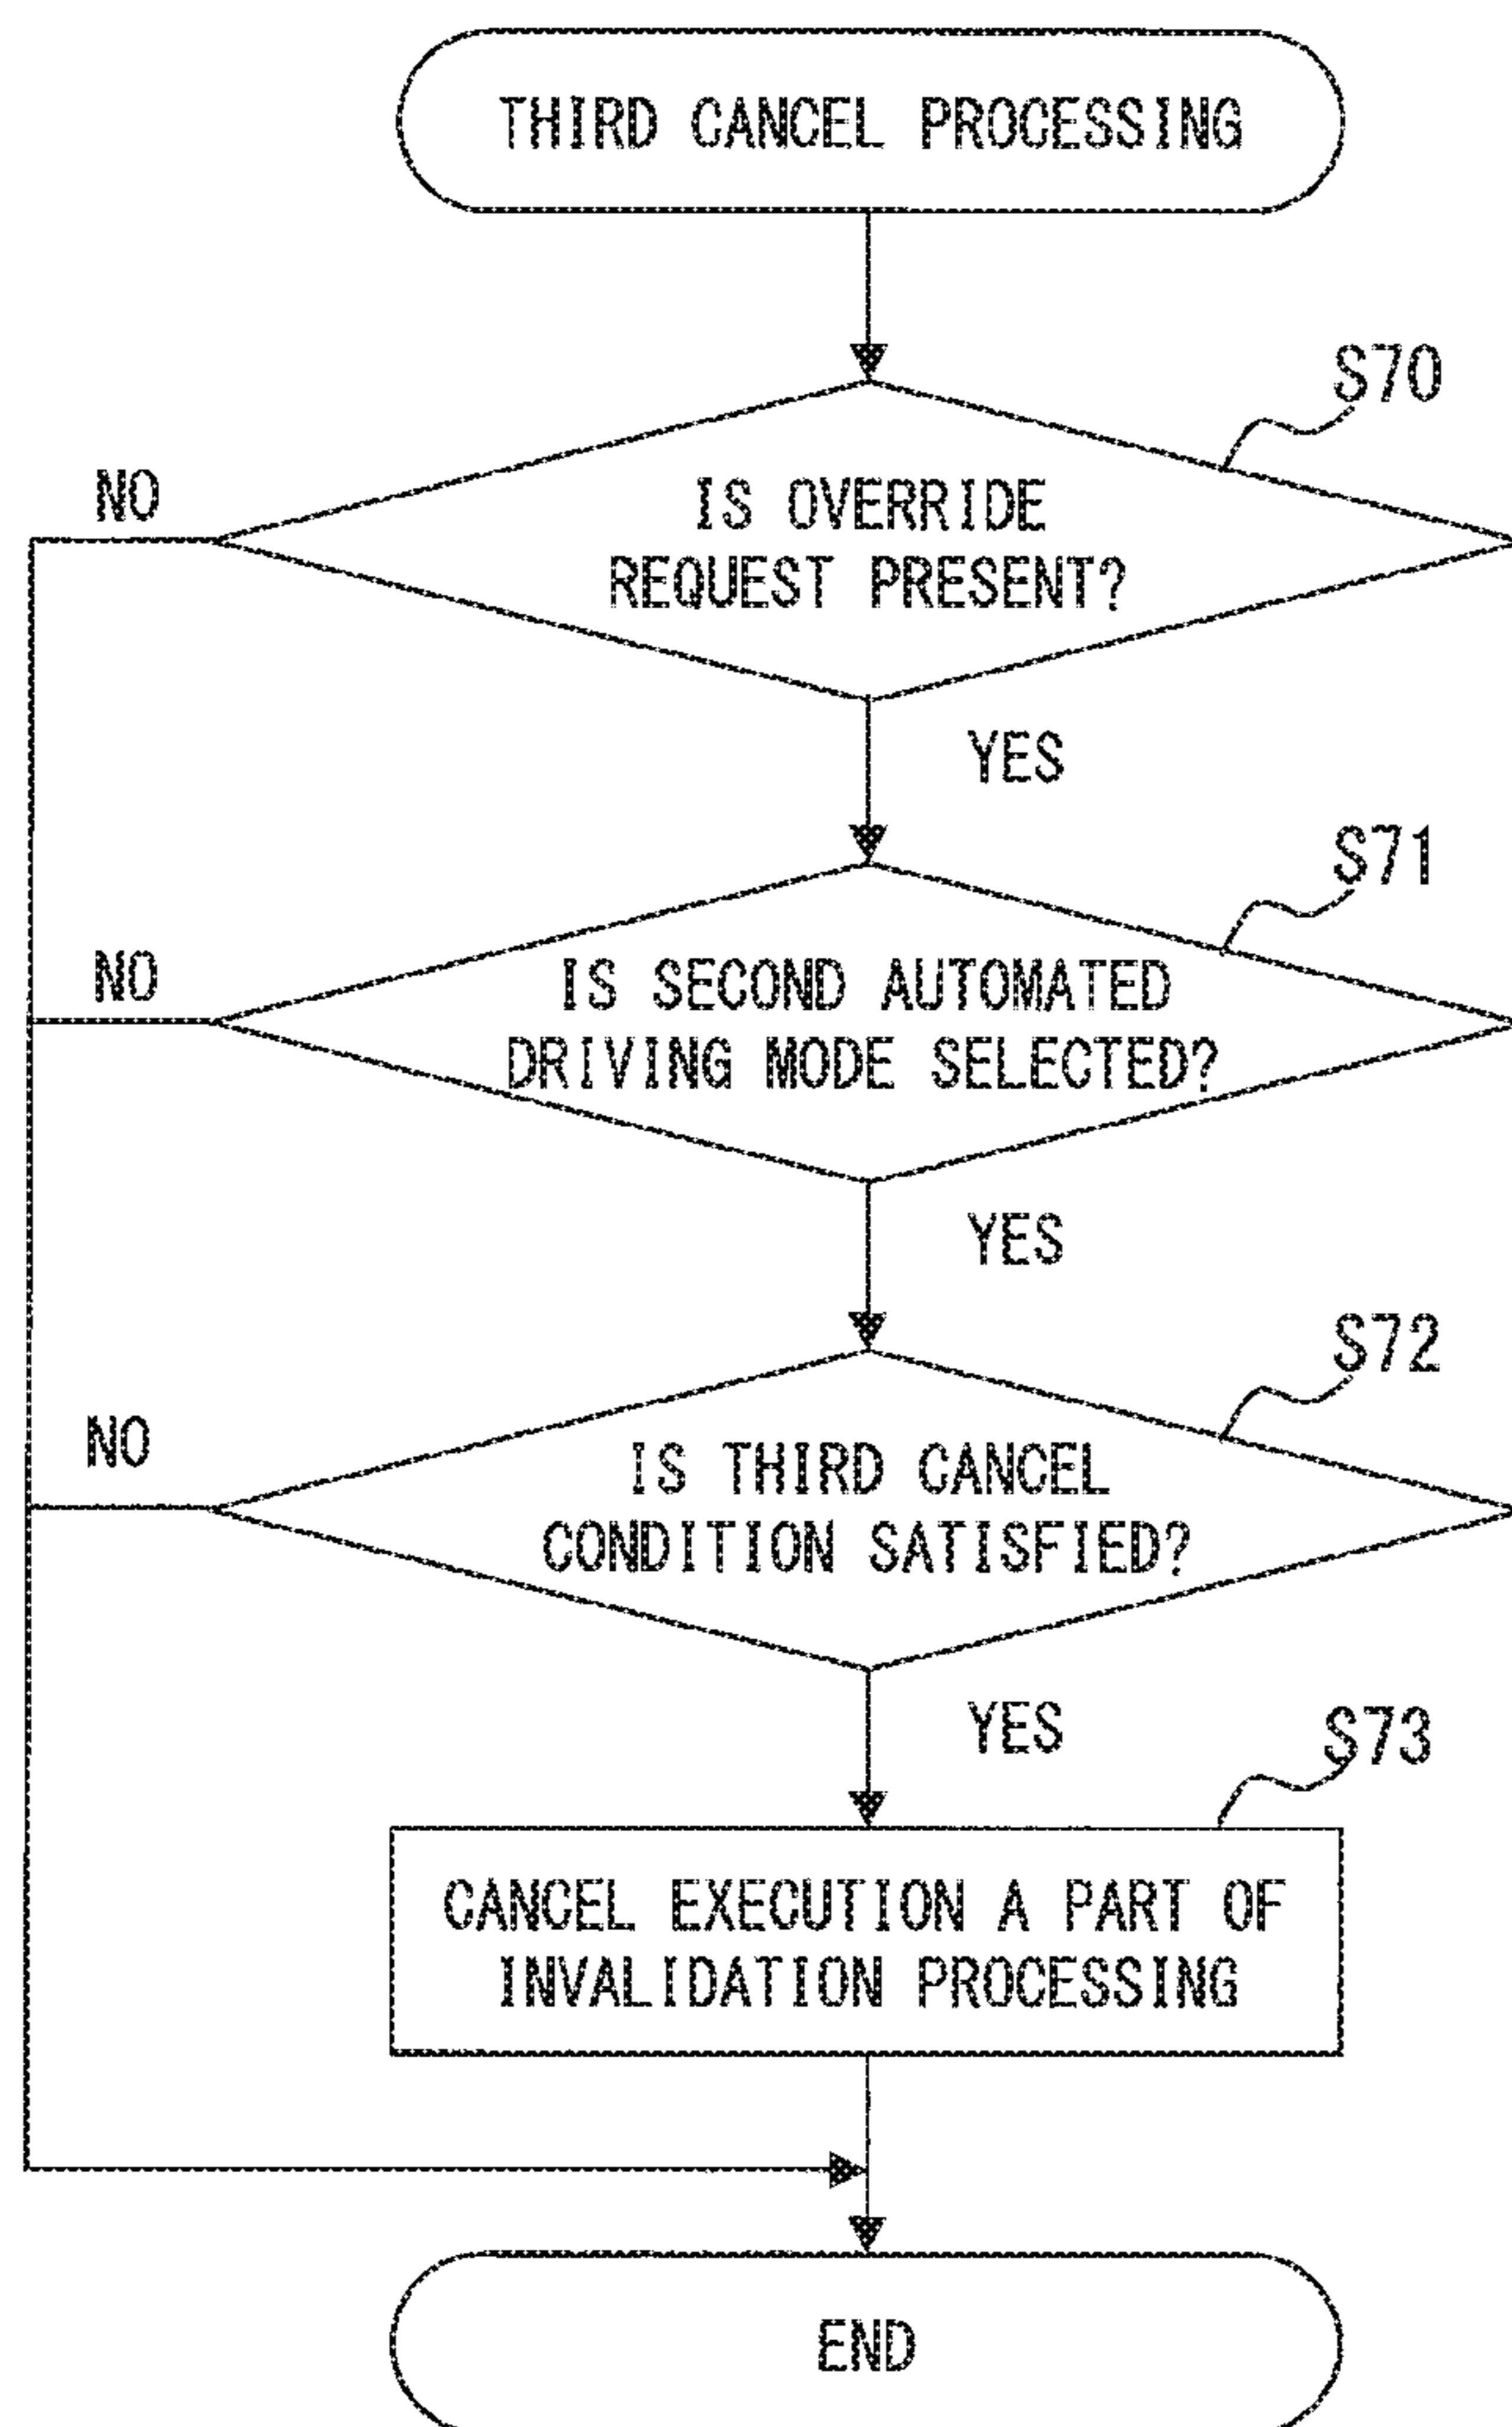 THIRD CANCEL PROCESSING
S70
NO
IS OVERRIDE
REQUEST PRESENT?
YES
S71
NO
IS SECOND AUTOMATED
DRIVING MODE SELECTED?
YES
S72
NO
IS THIRD CANCEL
CONDITION SATISFIED?
YES
S73
CANCEL EXECUTION A PART OF
INVALIDATION PROCESSING
END